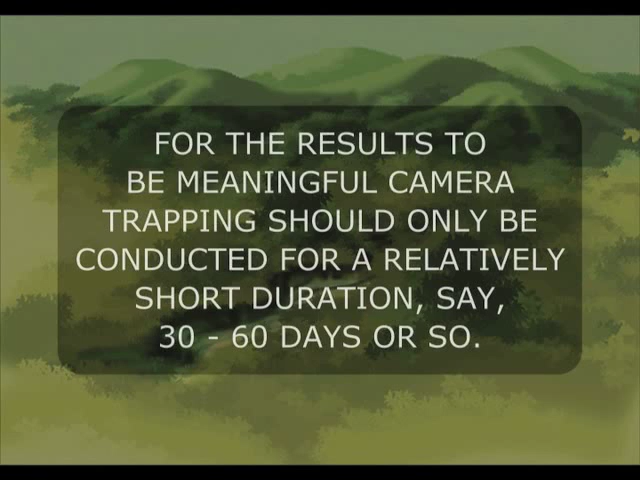 FOR THE RESULTS TO
BE MEANINGFUL CAMERA
TRAPPING SHOULD ONLY BE
CONDUCTED FOR A RELATIVELY
SHORT DURATION, SAY,
30 - 60 DAYS OR SO.